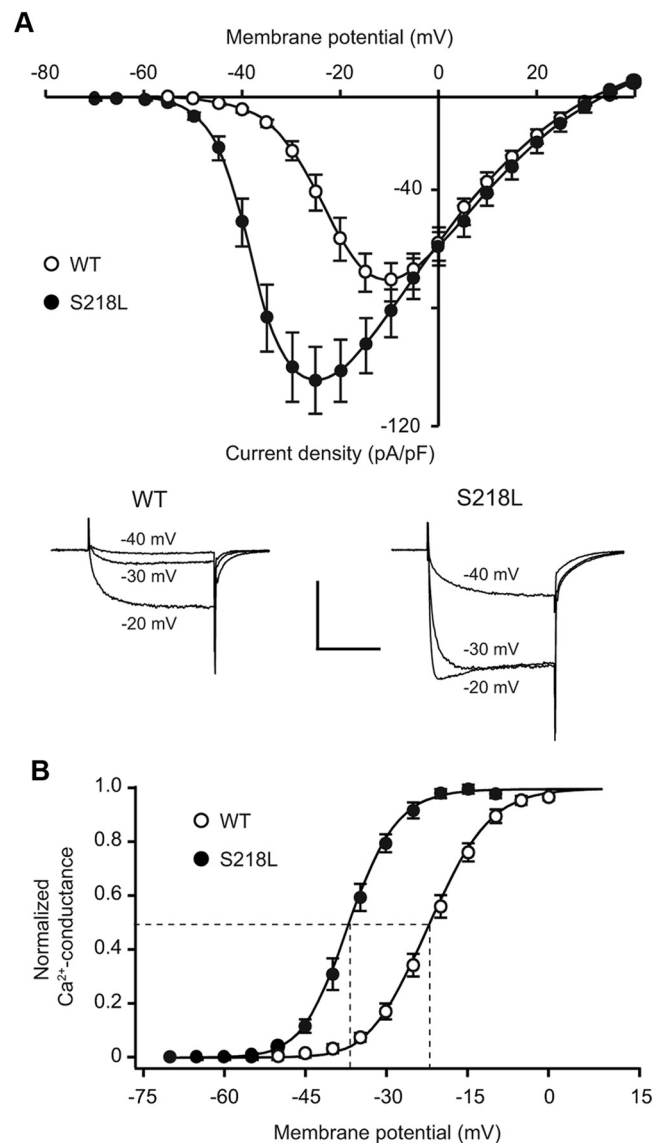 A
Membrane potential (mV)
-80 -60 -40 -20 0 20
-40
WT
S218L
-120
Current density (pA/pF)
WT
S218L
-40 mV
-30 mV
-20 mV
-40 mV
-30 mV
-20 mV
B
1.0
WT
0.8
S218L
0.6
Normalized
Ca²⁺-conductance
0.4
0.2
0
-75 -60 -45 -30 -15 0 15
Membrane potential (mV)